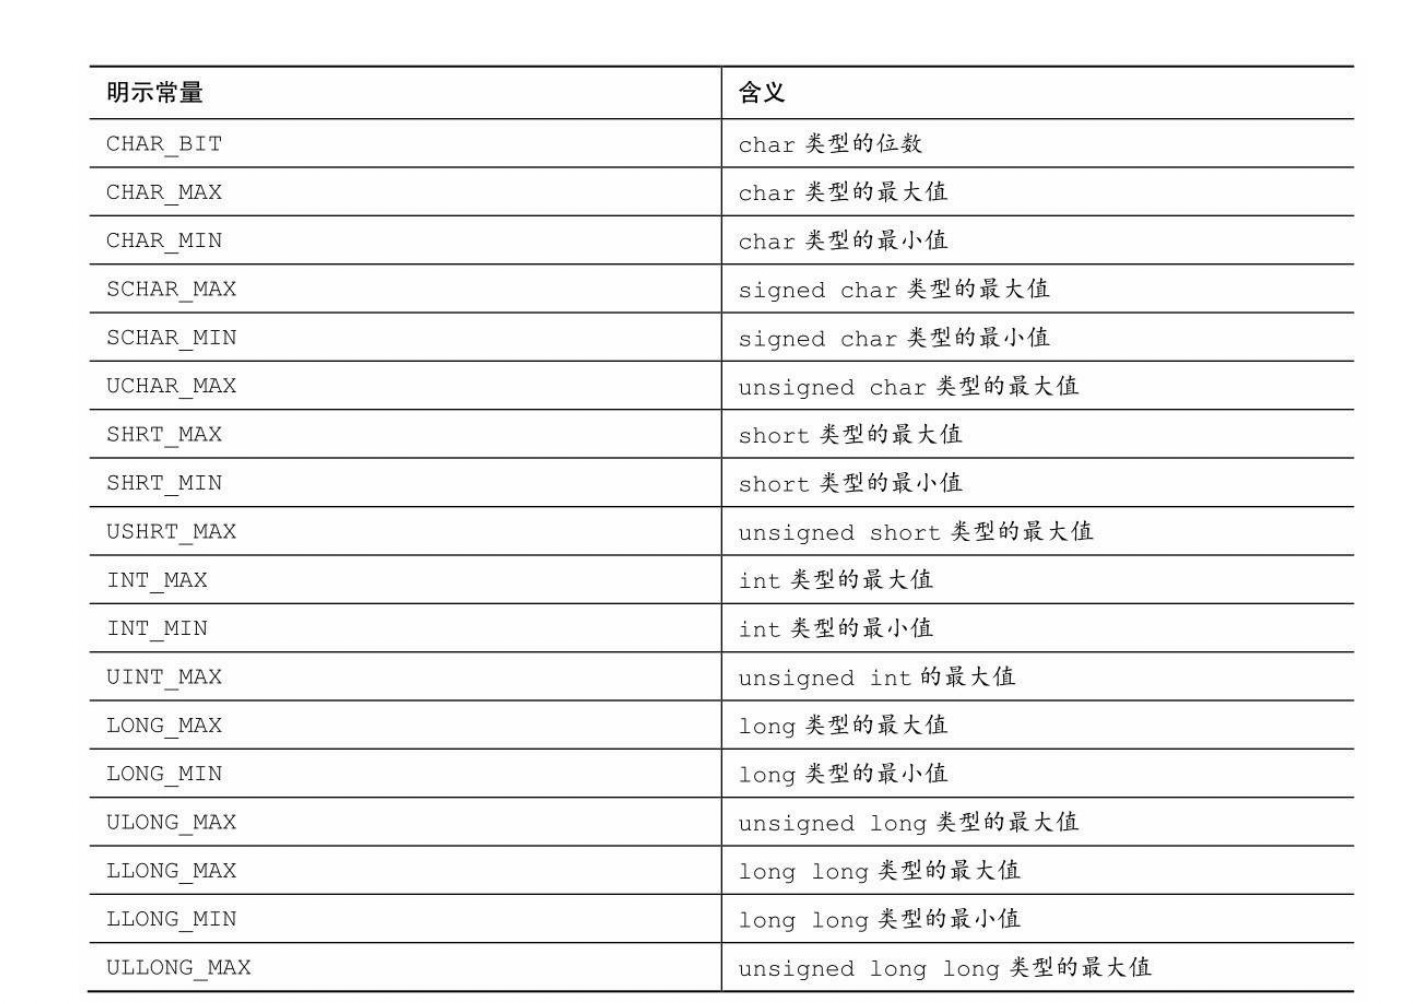 明示常量 含义
CHAR_BIT char 类型的位数
CHAR_MAX char 类型的最大值
CHAR_MIN char 类型的最小值
SCHAR_MAX signed char 类型的最大值
SCHAR_MIN signed char 类型的最小值
UCHAR_MAX unsigned char 类型的最大值
SHRT_MAX short 类型的最大值
SHRT_MIN short 类型的最小值
USHRT_MAX unsigned short 类型的最大值
INT_MAX int 类型的最大值
INT_MIN int 类型的最小值
UINT_MAX unsigned int 的最大值
LONG_MAX long 类型的最大值
LONG_MIN long 类型的最小值
ULONG_MAX unsigned long 类型的最大值
LLONG_MAX long long 类型的最大值
LLONG_MIN long long 类型的最小值
ULLONG_MAX unsigned long long 类型的最大值